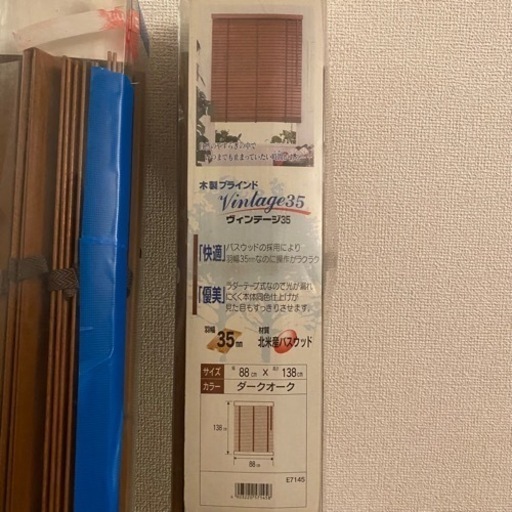 木製ブラインド
Vintage35
ヴィンテージ35
「快適」
バスウッドの採用により
羽幅35mmなのに操作がラクラク
「優美」
ラダーテープ式なので光が漏れ
にくく本体同色仕上げが
見た目もすっきりさせます。
羽幅 35mm
材質 北米産バスウッド
サイズ 幅 88cm × 高さ 138cm
カラー ダークオーク
138cm
88cm
E7145